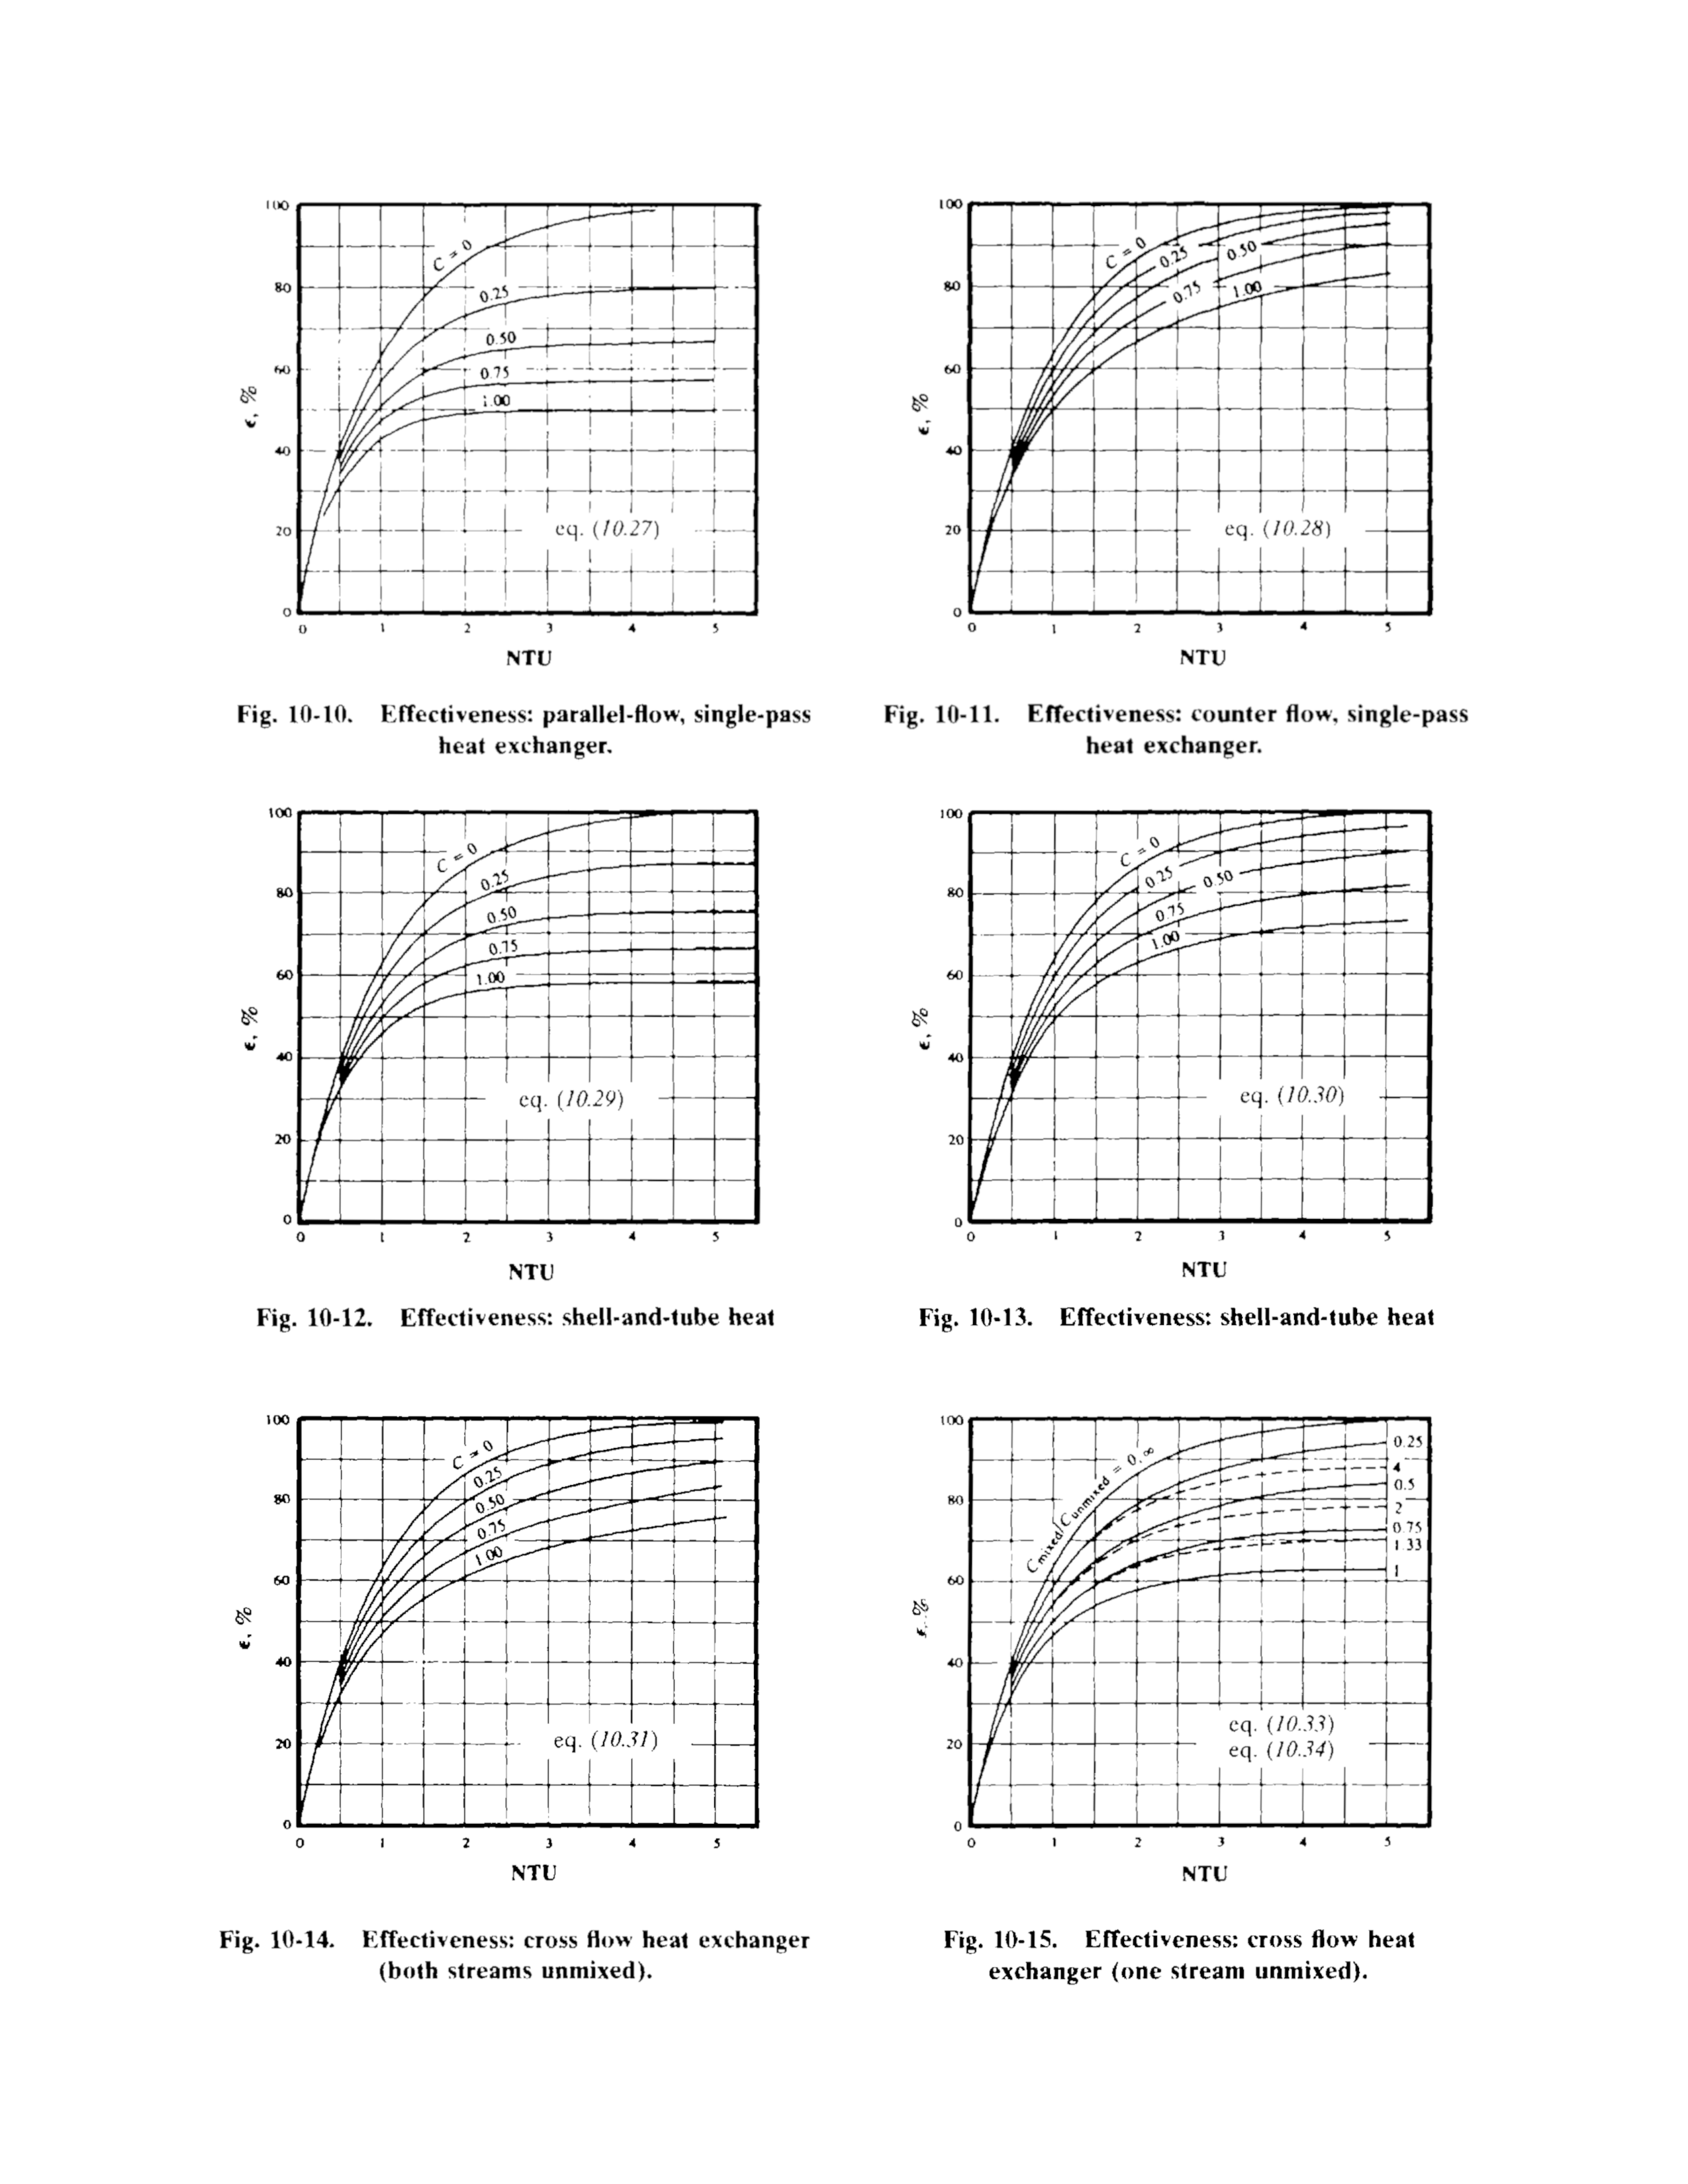 100
80
60
40
20
0
ϵ, %
C = 0
0.25
0.50
0.75
1.00
eq. (10.27)
0 1 2 3 4 5
NTU
Fig. 10-10. Effectiveness: parallel-flow, single-pass
heat exchanger.
100
80
60
40
20
0
ϵ, %
C = 0
0.25
0.50
0.75
1.00
eq. (10.28)
0 1 2 3 4 5
NTU
Fig. 10-11. Effectiveness: counter flow, single-pass
heat exchanger.
100
80
60
40
20
0
ϵ, %
C = 0
0.25
0.50
0.75
1.00
eq. (10.29)
0 1 2 3 4 5
NTU
Fig. 10-12. Effectiveness: shell-and-tube heat
100
80
60
40
20
0
ϵ, %
C = 0
0.25
0.50
0.75
1.00
eq. (10.30)
0 1 2 3 4 5
NTU
Fig. 10-13. Effectiveness: shell-and-tube heat
100
80
60
40
20
0
ϵ, %
C = 0
0.25
0.50
0.75
1.00
eq. (10.31)
0 1 2 3 4 5
NTU
Fig. 10-14. Effectiveness: cross flow heat exchanger
(both streams unmixed).
100
80
60
40
20
0
ϵ, %
Cmixed/Cunmixed = 0, ∞
0.25
4
0.5
2
0.75
1.33
1
eq. (10.33)
eq. (10.34)
0 1 2 3 4 5
NTU
Fig. 10-15. Effectiveness: cross flow heat
exchanger (one stream unmixed).